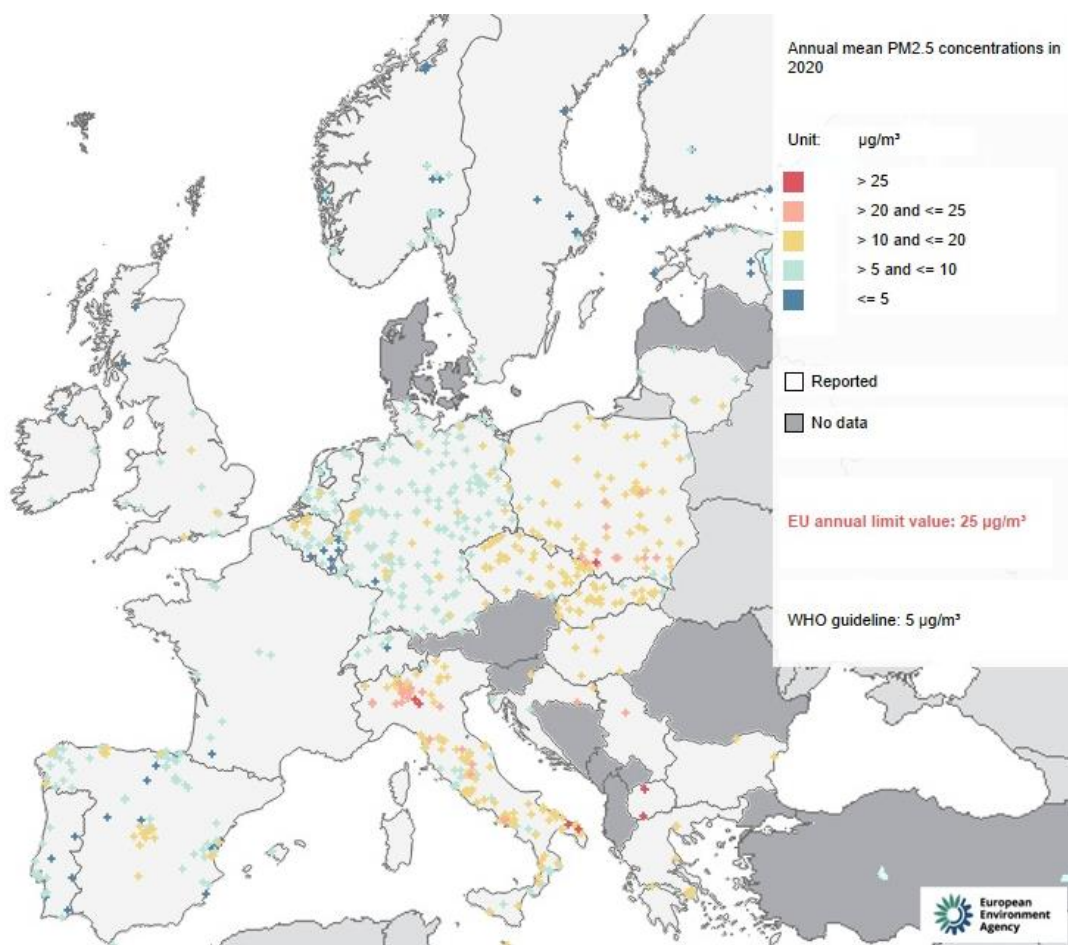 Annual mean PM2.5 concentrations in
2020
Unit: µg/m³
> 25
> 20 and <= 25
> 10 and <= 20
> 5 and <= 10
<= 5
Reported
No data
EU annual limit value: 25 µg/m³
WHO guideline: 5 µg/m³
European
Environment
Agency